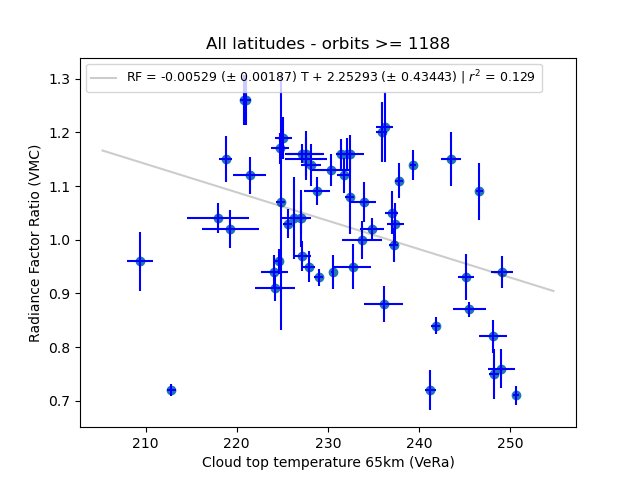 All latitudes - orbits >= 1188
RF = -0.00529 (± 0.00187) T + 2.25293 (± 0.43443) | r² = 0.129
Radiance Factor Ratio (VMC)
1.3
1.2
1.1
1.0
0.9
0.8
0.7
210 220 230 240 250
Cloud top temperature 65km (VeRa)